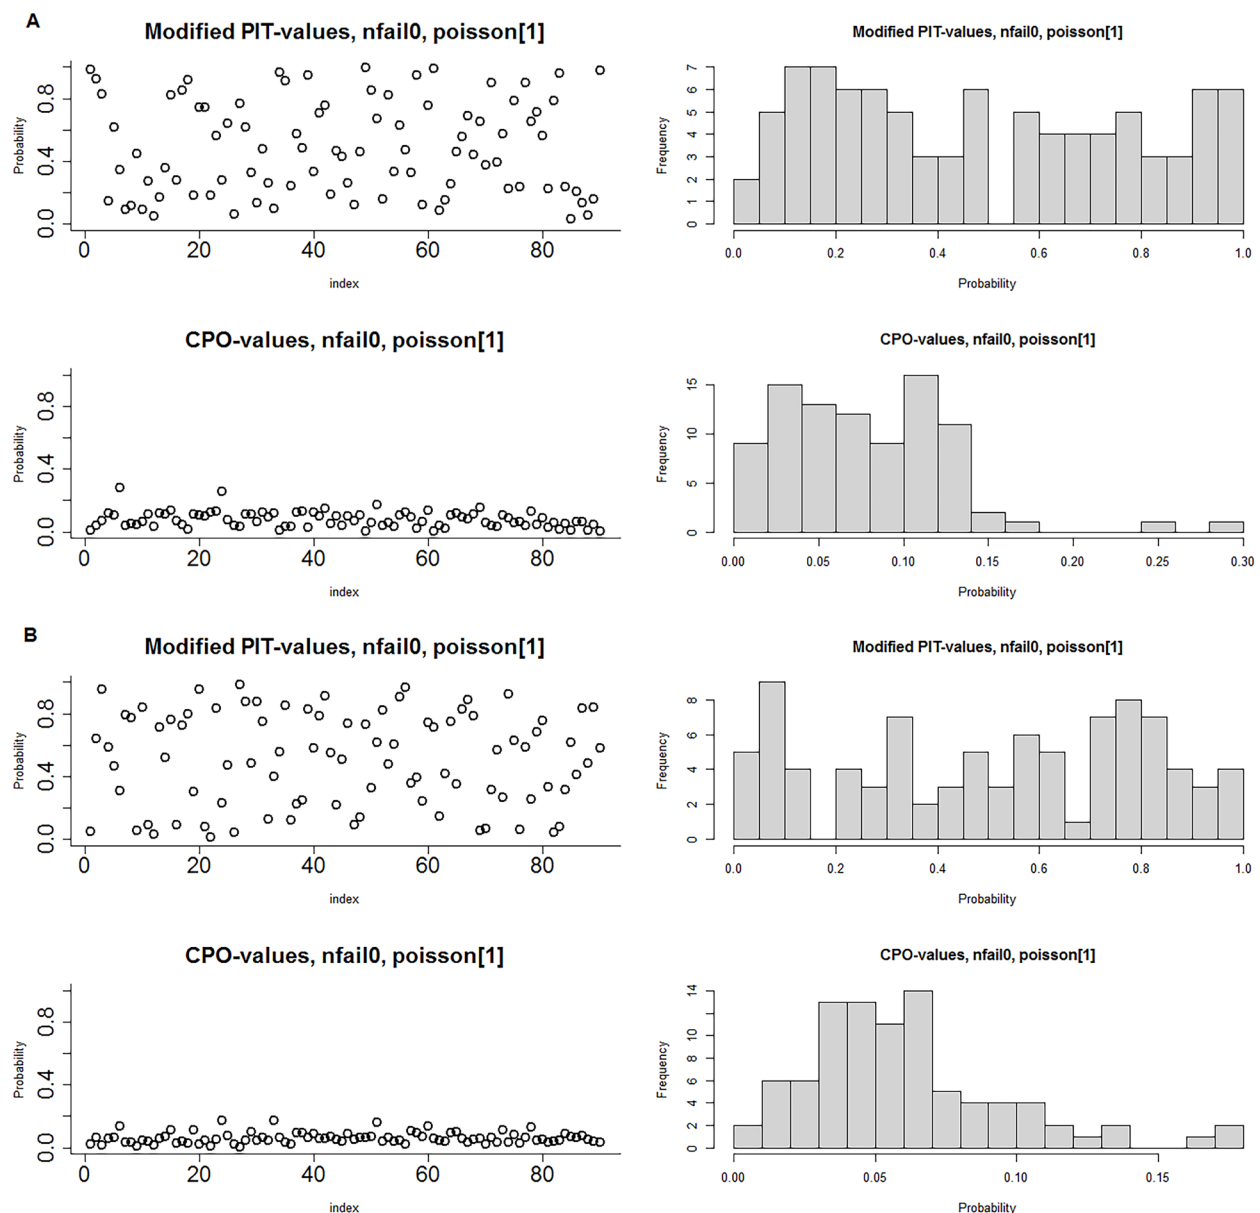 A
Modified PIT-values, nfail0, poisson[1]
Probability
0.0 0.4 0.8
0 20 40 60 80
index
Modified PIT-values, nfail0, poisson[1]
Frequency
0 1 2 3 4 5 6 7
0.0 0.2 0.4 0.6 0.8 1.0
Probability
CPO-values, nfail0, poisson[1]
Probability
0.0 0.4 0.8
0 20 40 60 80
index
CPO-values, nfail0, poisson[1]
Frequency
0 5 10 15
0.00 0.05 0.10 0.15 0.20 0.25 0.30
Probability
B
Modified PIT-values, nfail0, poisson[1]
Probability
0.0 0.4 0.8
0 20 40 60 80
index
Modified PIT-values, nfail0, poisson[1]
Frequency
0 2 4 6 8
0.0 0.2 0.4 0.6 0.8 1.0
Probability
CPO-values, nfail0, poisson[1]
Probability
0.0 0.4 0.8
0 20 40 60 80
index
CPO-values, nfail0, poisson[1]
Frequency
0 2 4 6 8 10 14
0.00 0.05 0.10 0.15
Probability